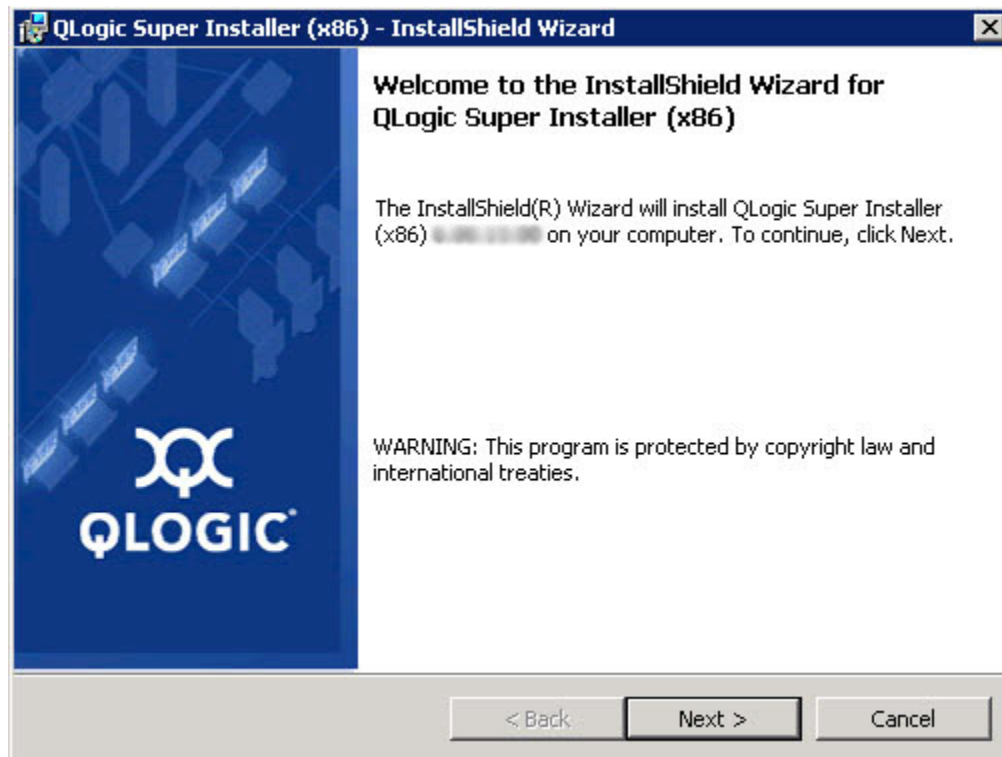 QLogic Super Installer (x86) - InstallShield Wizard
Welcome to the InstallShield Wizard for
QLogic Super Installer (x86)
The InstallShield(R) Wizard will install QLogic Super Installer
(x86) on your computer. To continue, click Next.
WARNING: This program is protected by copyright law and
international treaties.
QLOGIC
< Back
Next >
Cancel